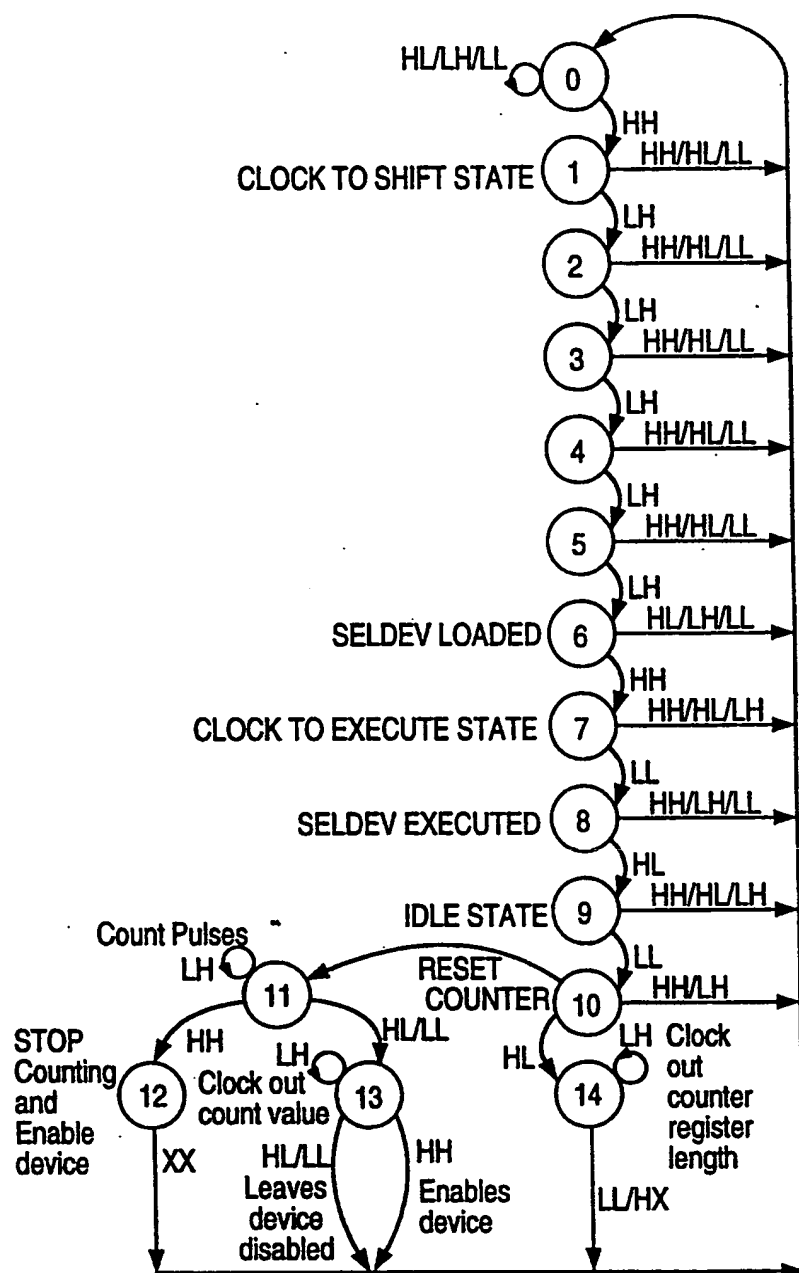 HL/LH/LL
0
HH
CLOCK TO SHIFT STATE
1
HH/HL/LL
LH
2
HH/HL/LL
LH
3
HH/HL/LL
LH
4
HH/HL/LL
LH
5
HH/HL/LL
LH
SELDEV LOADED
6
HL/LH/LL
HH
CLOCK TO EXECUTE STATE
7
HH/HL/LH
LL
SELDEV EXECUTED
8
HH/LH/LL
HL
IDLE STATE
9
HH/HL/LH
LL
Count Pulses
LH
11
RESET
COUNTER
10
HH/LH
HH
HL/LL
HL
STOP
Counting
and
Enable
device
12
XX
LH
Clock out
count value
13
HL/LL
Leaves
device
disabled
HH
Enables
device
14
LH
Clock
out
counter
register
length
LL/HX